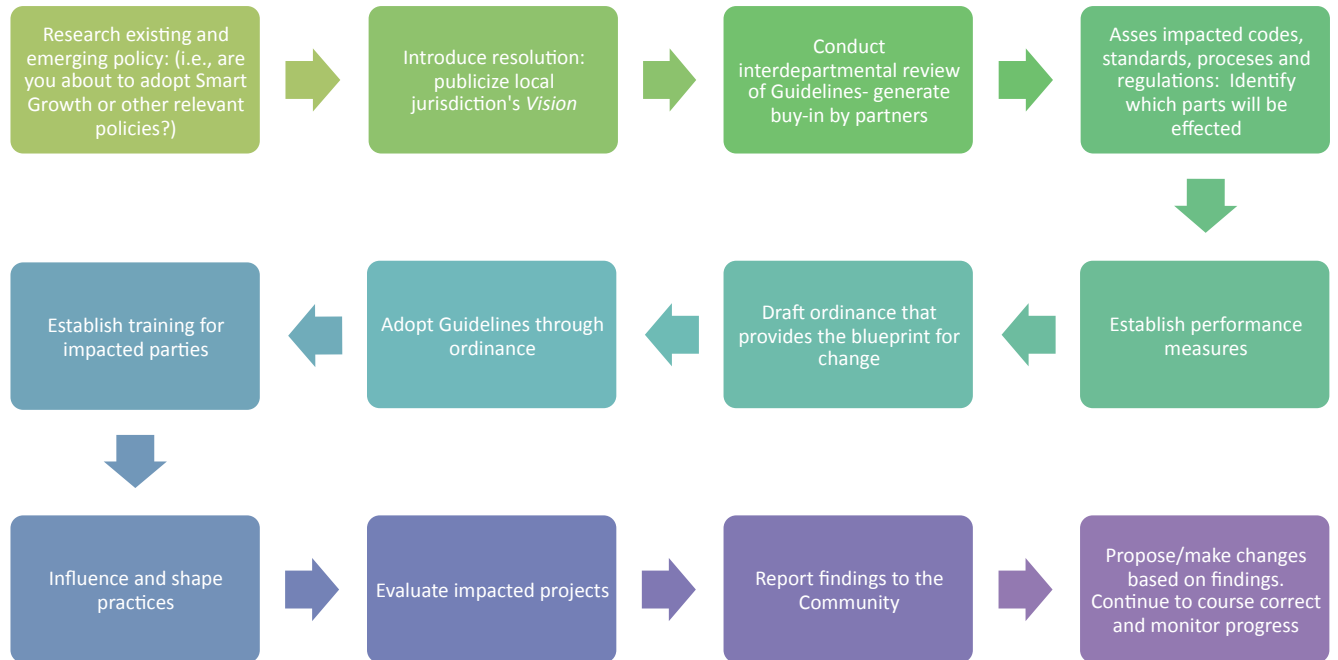 Research existing and
emerging policy: (i.e., are
you about to adopt Smart
Growth or other relevant
policies?)
Introduce resolution:
publicize local
jurisdiction's Vision
Conduct
interdepartmental review
of Guidelines- generate
buy-in by partners
Asses impacted codes,
standards, proceses and
regulations: Identify
which parts will be
effected
Establish performance
measures
Draft ordinance that
provides the blueprint for
change
Adopt Guidelines through
ordinance
Establish training for
impacted parties
Influence and shape
practices
Evaluate impacted projects
Report findings to the
Community
Propose/make changes
based on findings.
Continue to course correct
and monitor progress